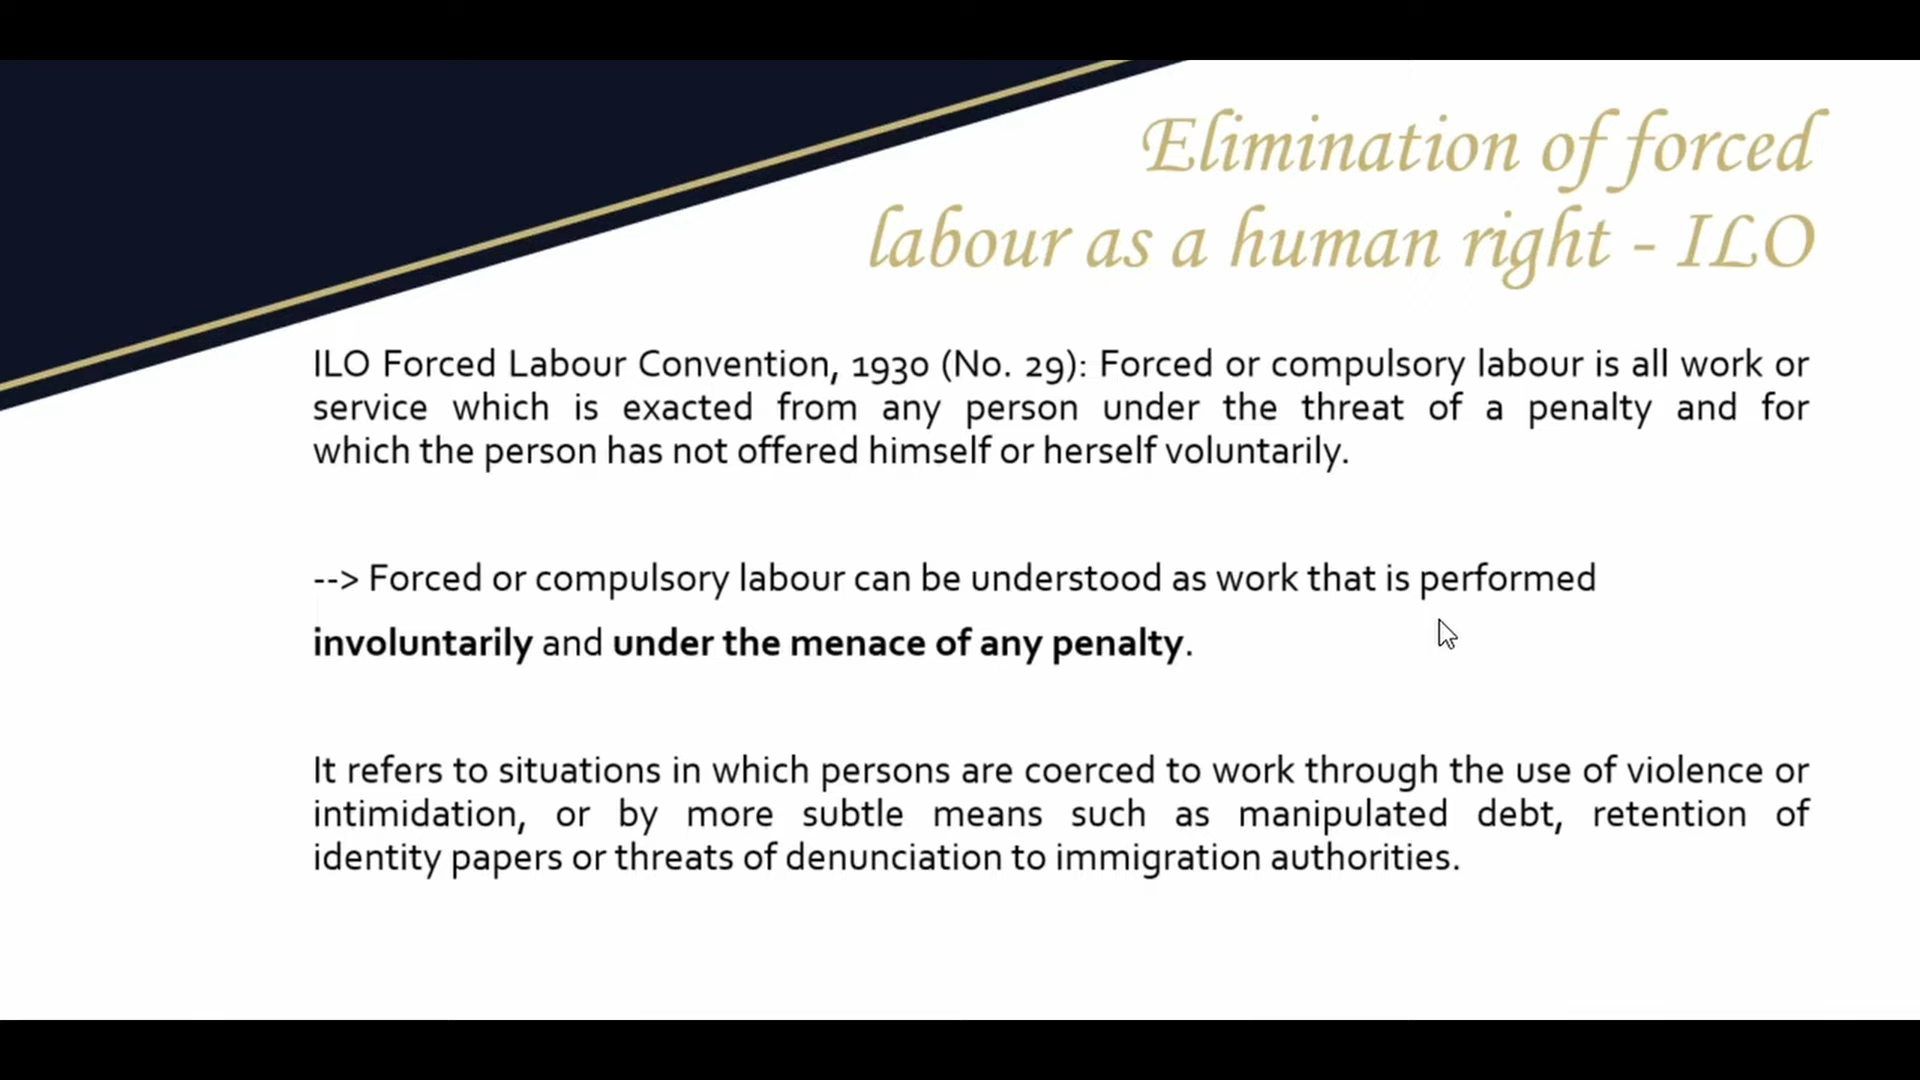 Elimination of forced
labour as a human right - ILO
ILO Forced Labour Convention, 1930 (No. 29): Forced or compulsory labour is all work or
service which is exacted from any person under the threat of a penalty and for
which the person has not offered himself or herself voluntarily.
--> Forced or compulsory labour can be understood as work that is performed
involuntarily and under the menace of any penalty.
It refers to situations in which persons are coerced to work through the use of violence or
intimidation, or by more subtle means such as manipulated debt, retention of
identity papers or threats of denunciation to immigration authorities.